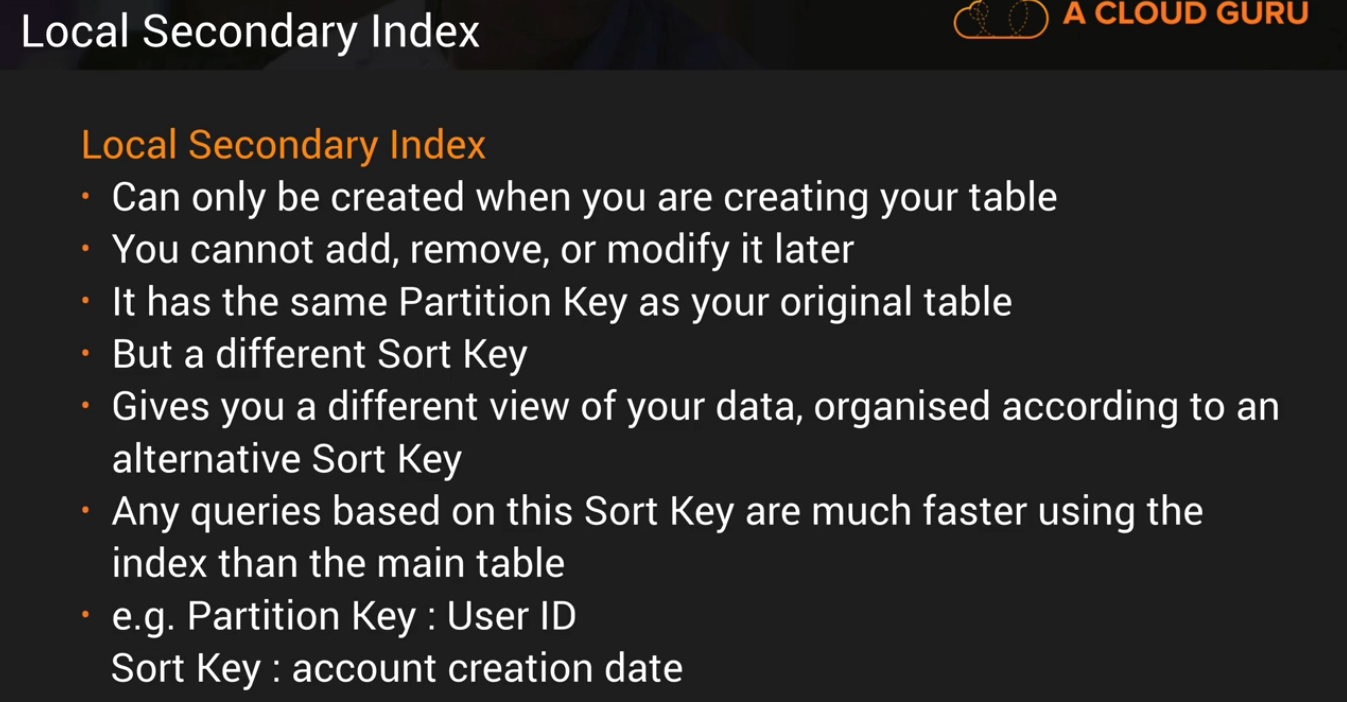 Local Secondary Index
A CLOUD GURU
Local Secondary Index
• Can only be created when you are creating your table
• You cannot add, remove, or modify it later
• It has the same Partition Key as your original table
• But a different Sort Key
• Gives you a different view of your data, organised according to an
alternative Sort Key
• Any queries based on this Sort Key are much faster using the
index than the main table
• e.g. Partition Key : User ID
Sort Key : account creation date